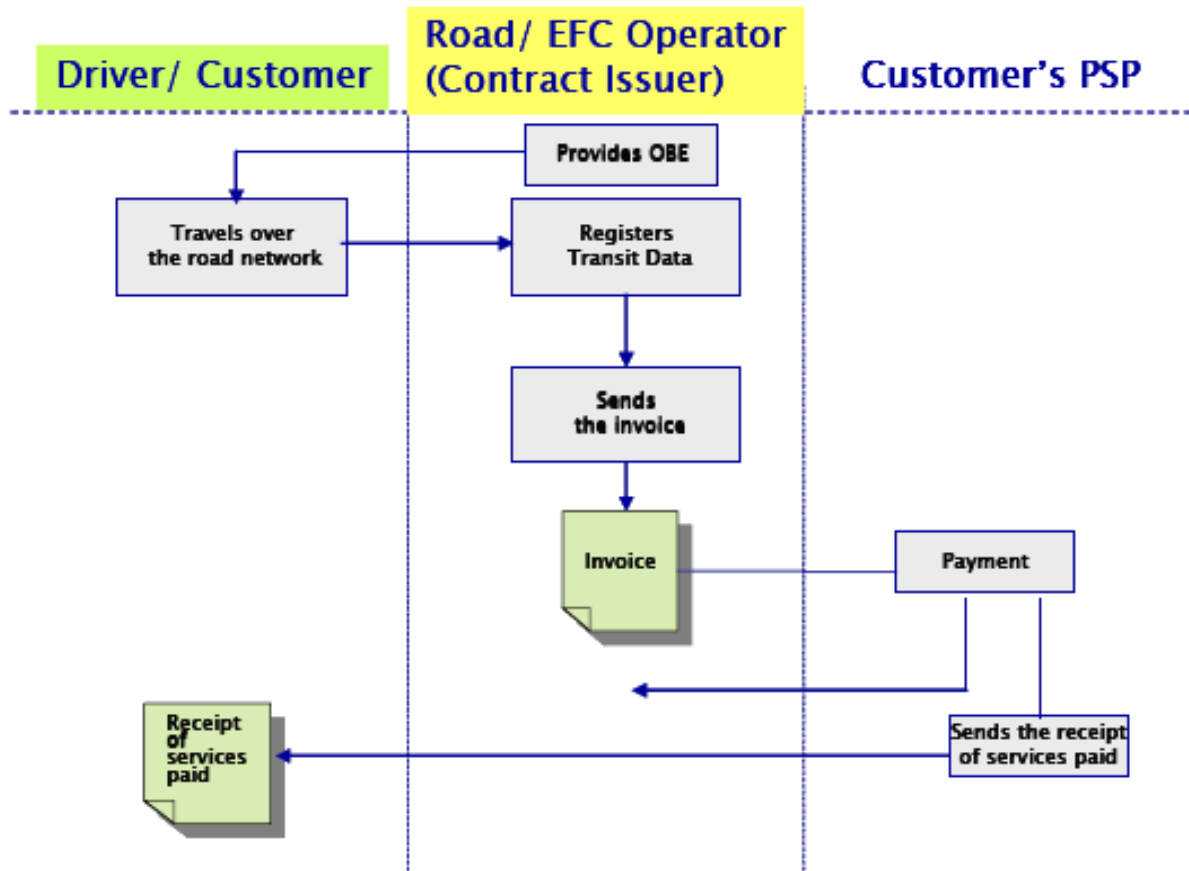 Driver/ Customer
Road/ EFC Operator
(Contract Issuer)
Customer's PSP
Provides OBE
Travels over
the road network
Registers
Transit Data
Sends
the invoice
Invoice
Payment
Receipt
of
services
paid
Sends the receipt
of services paid